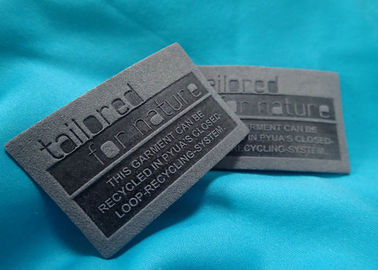 tailored
for nature
THIS GARMENT CAN BE
RECYCLED IN PYUA'S CLOSED-
LOOP-RECYCLING-SYSTEM.
tailored
for nature
GARMENT CAN BE
IN PYUA'S CLOSED-
CYCLING-SYSTEM.